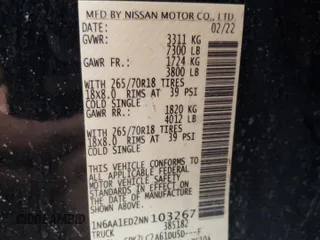 MFD BY NISSAN MOTOR CO., LTD.
DATE: 02/22
GVWR: 3311 KG
7300 LB
GAWR FR.: 1724 KG
3800 LB
WITH 265/70R18 TIRES
18X8.0 RIMS AT 39 PSI
COLD SINGLE
GAWR RR.: 1820 KG
4012 LB
WITH 265/70R18 TIRES
18X8.0 RIMS AT 39 PSI
COLD SINGLE
THIS VEHICLE CONFORMS TO
ALL APPLICABLE FEDERAL
MOTOR VEHICLE SAFETY
STANDARDS IN EFFECT ON
THE DATE OF MANUFACTURE
SHOWN ABOVE.
1N6AA1ED2NN 103267
TRUCK 385182